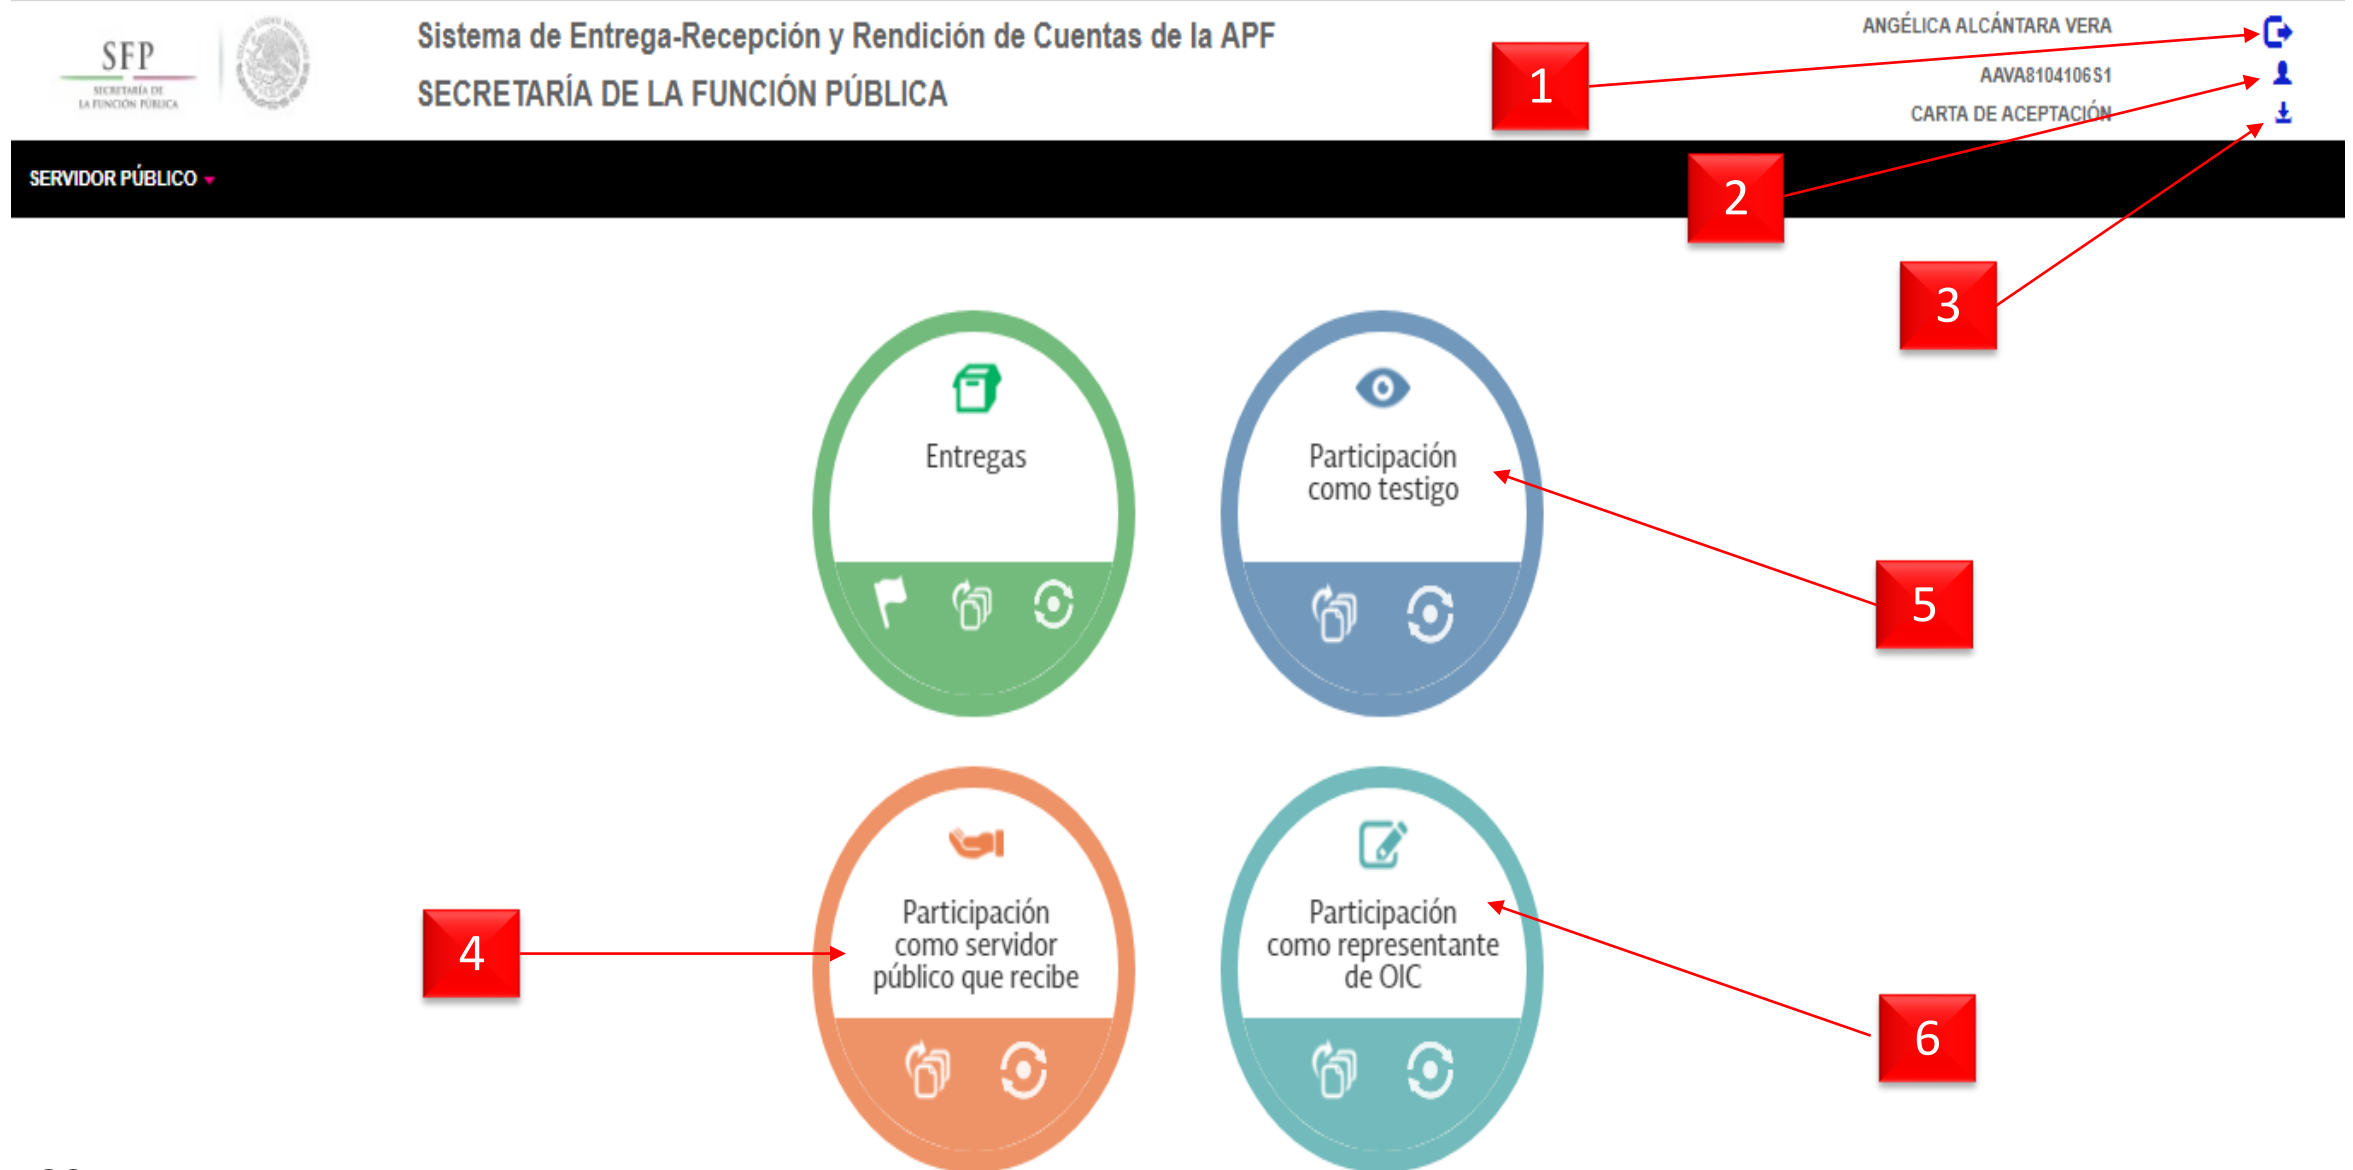 SFP
SECRETARÍA DE
LA FUNCIÓN PÚBLICA
Sistema de Entrega-Recepción y Rendición de Cuentas de la APF
SECRETARÍA DE LA FUNCIÓN PÚBLICA
ANGÉLICA ALCÁNTARA VERA
AAVA8104106S1
CARTA DE ACEPTACIÓN
1
SERVIDOR PÚBLICO
2
3
Entregas
Participación
como testigo
5
4
Participación
como servidor
público que recibe
Participación
como representante
de OIC
6